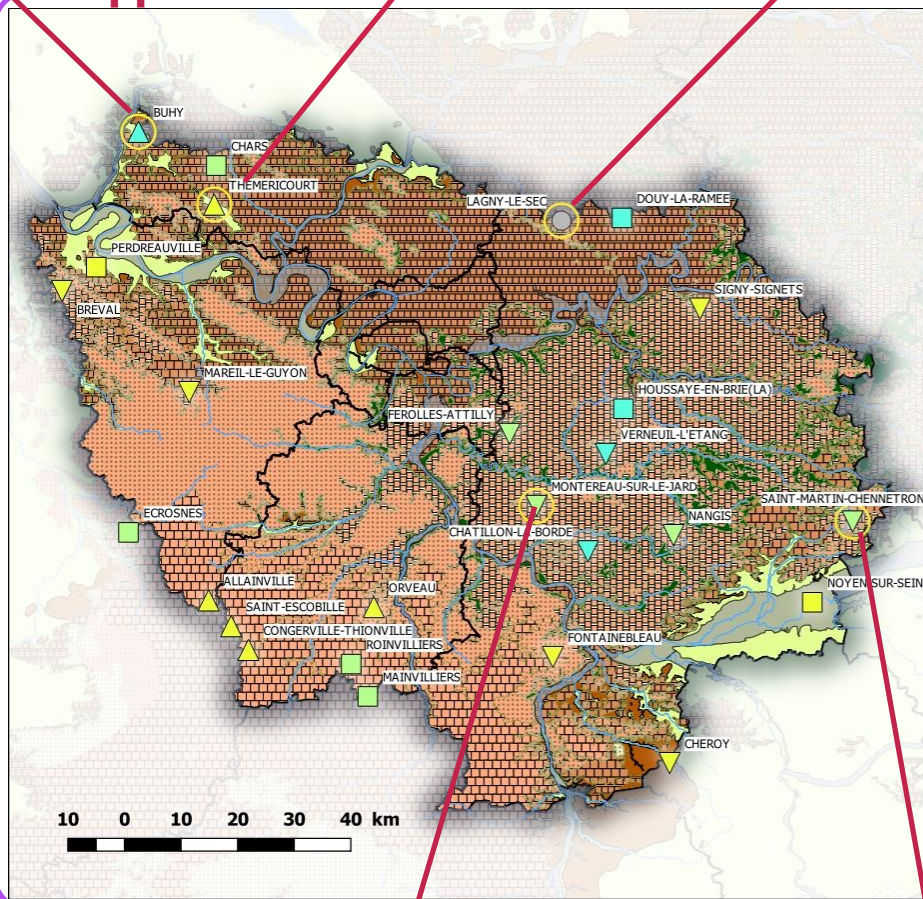 BUHY
CHARS
THEMERICOURT
LAGNY-LE-SEC
DOUY-LA-RAMEE
PERDREAUVILLE
SIGNY-SIGNETS
BREVAL
MAREIL-LE-GUYON
HOUSSAYE-EN-BRIE(LA)
FEROLLES-ATTILLY
VERNEUIL-L'ETANG
MONTEREAU-SUR-LE-JARD
SAINT-MARTIN-CHENNETRON
ECROSNES
NANGIS
CHATILLON-LA-BORDE
ALLAINVILLE
ORVEAU
NOYEN-SUR-SEIN
SAINT-ESCOBILLE
CONGERVILLE-THIONVILLE
FONTAINEBLEAU
ROINVILLIERS
MAINVILLIERS
CHEROY
10 0 10 20 30 40 km